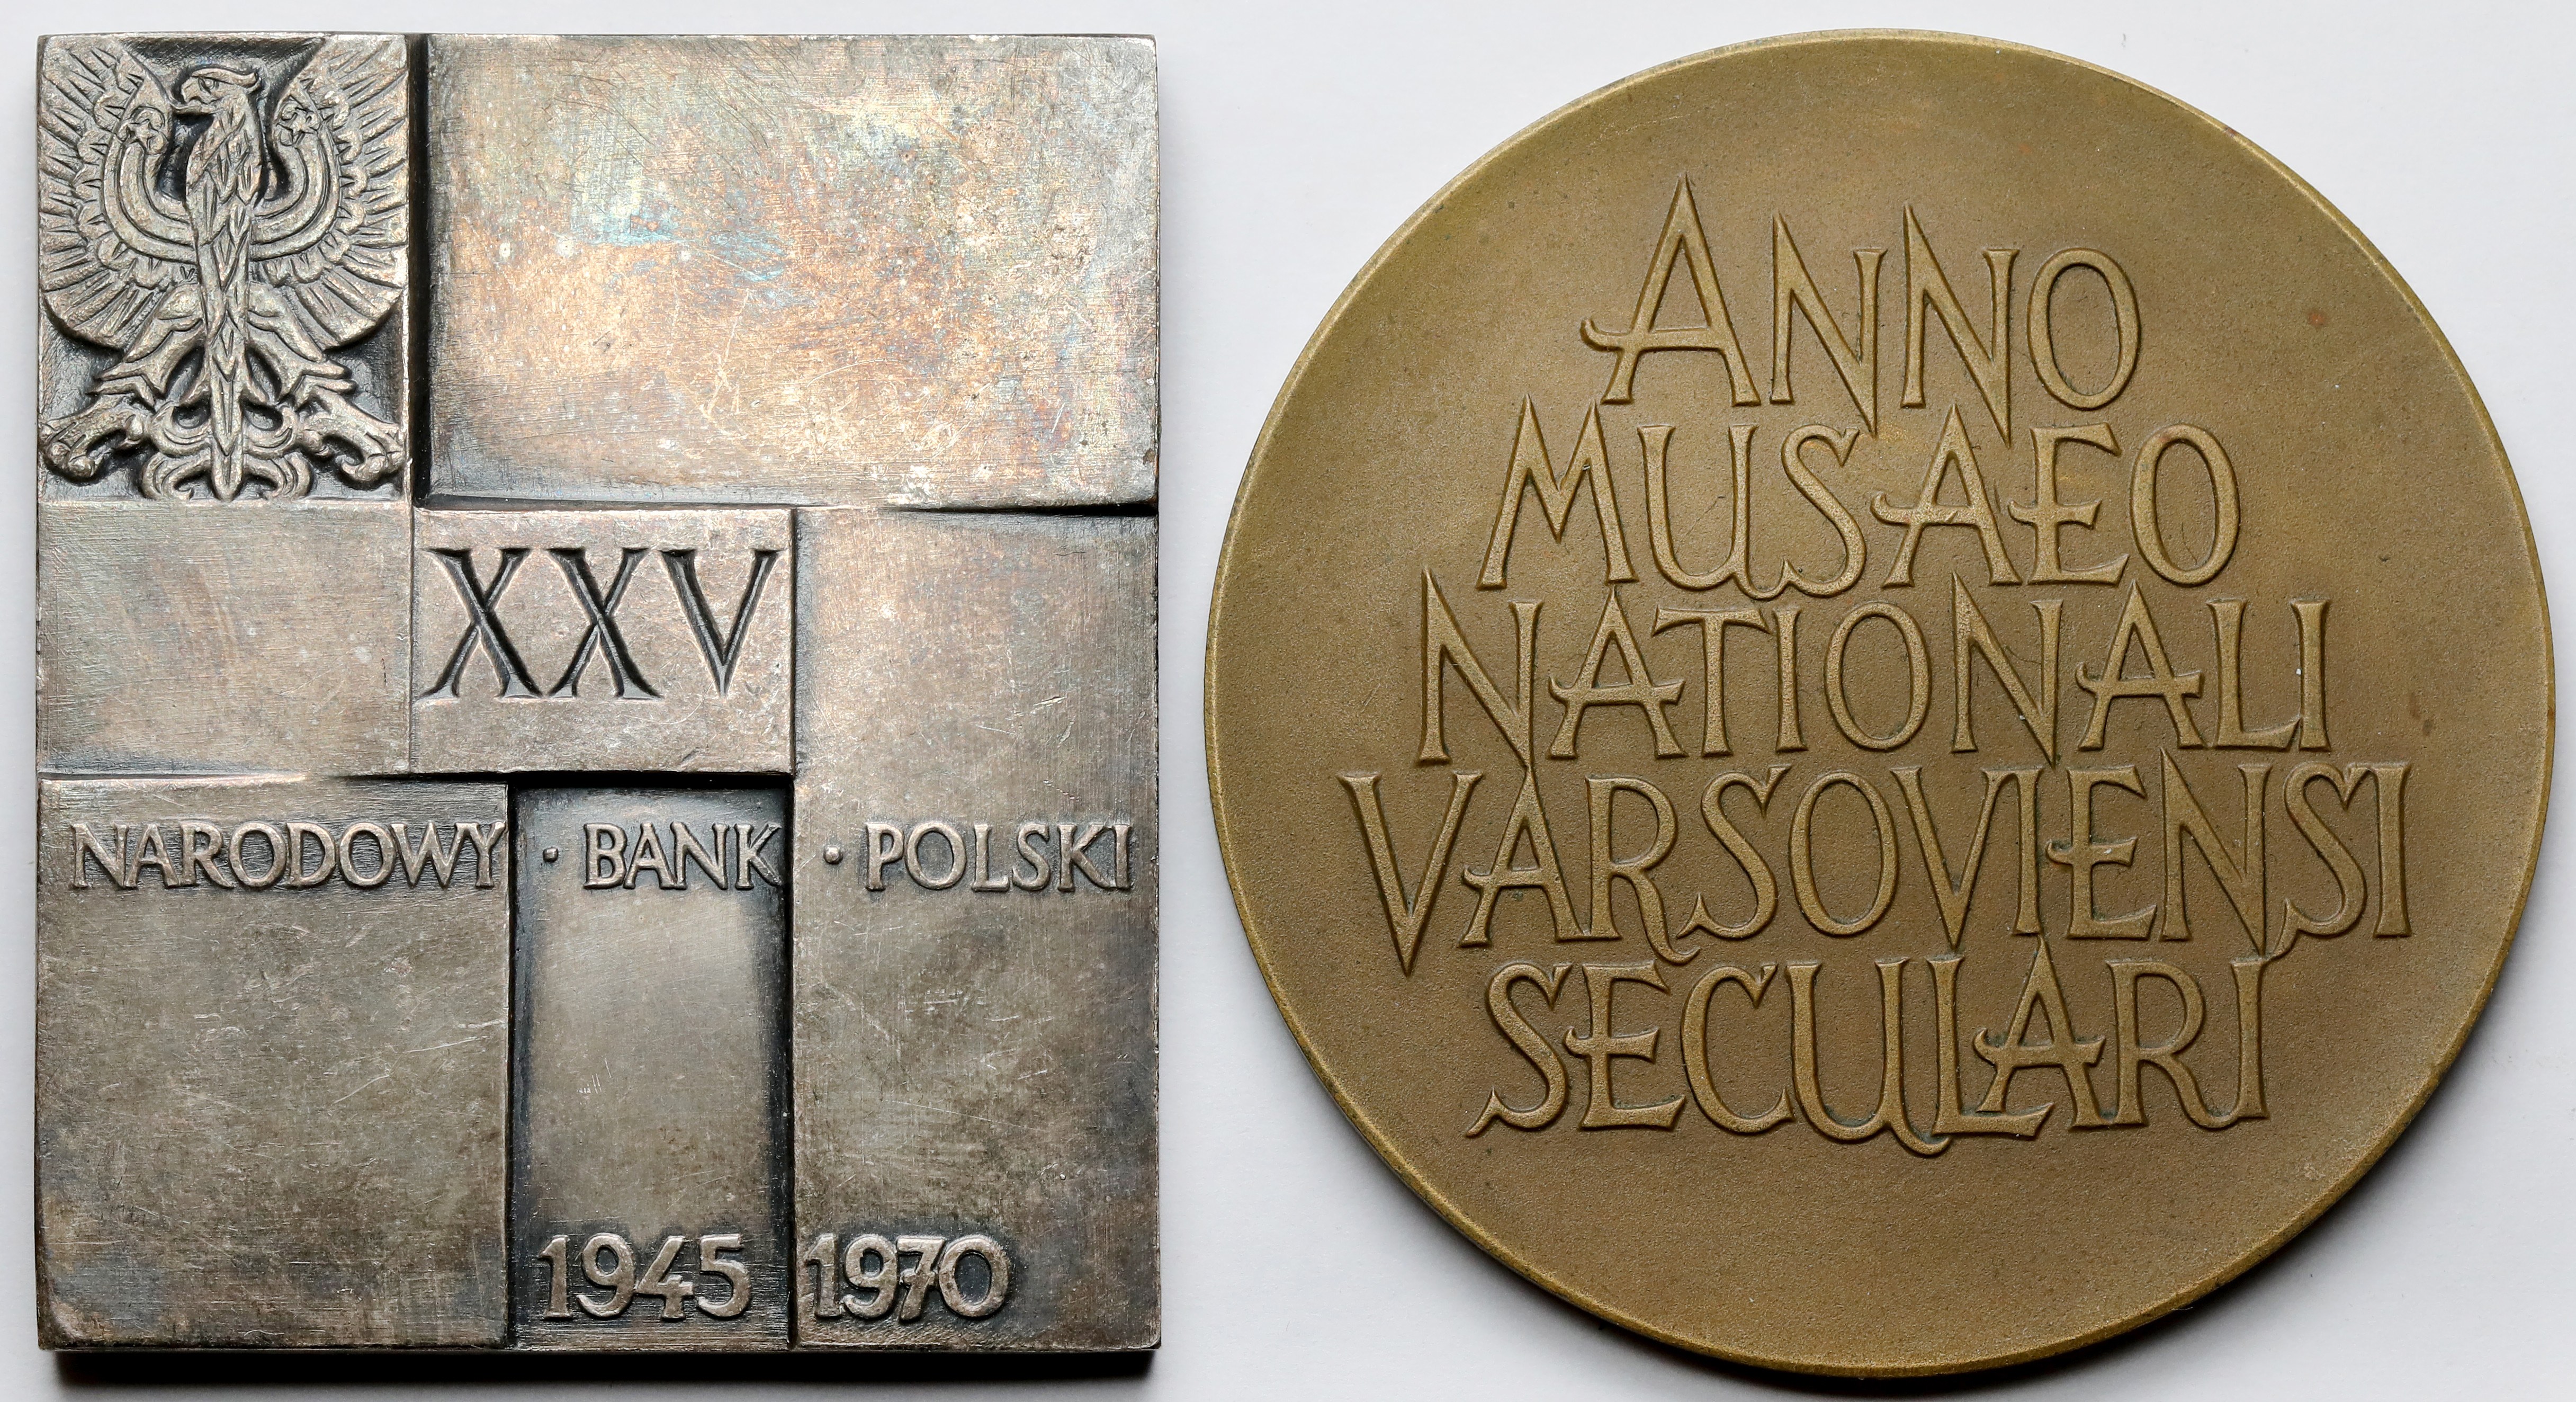 XXV
NARODOWY · BANK · POLSKI
1945 1970
ANNO
MUSAEO
NATIONALI
VARSOVIENSI
SECULARI